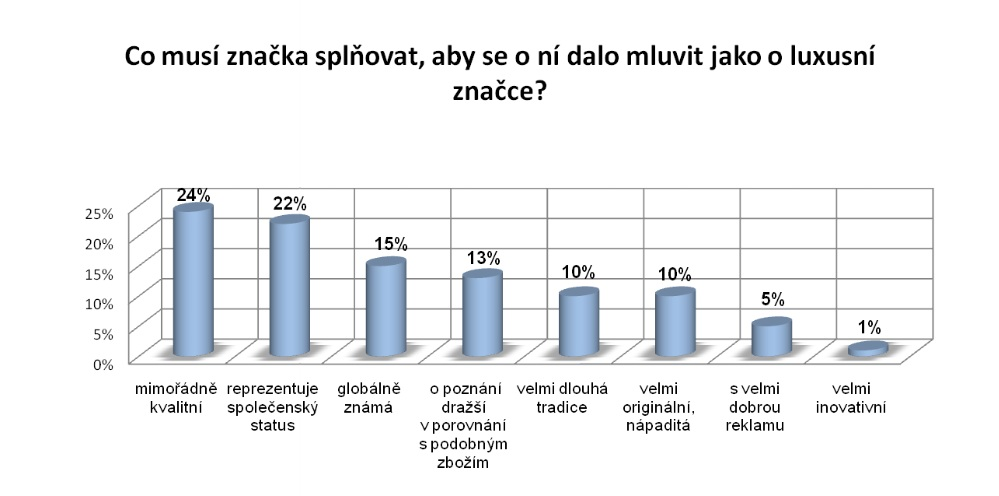 Co musí značka splňovat, aby se o ní dalo mluvit jako o luxusní
značce?
24%
22%
15%
13%
10%
10%
5%
1%
25%
20%
15%
10%
5%
0%
mimořádně
kvalitní
reprezentuje
společenský
status
globálně
známá
o poznání
dražší
v porovnání
s podobným
zbožím
velmi dlouhá
tradice
velmi
originální,
nápaditá
s velmi
dobrou
reklamu
velmi
inovativní